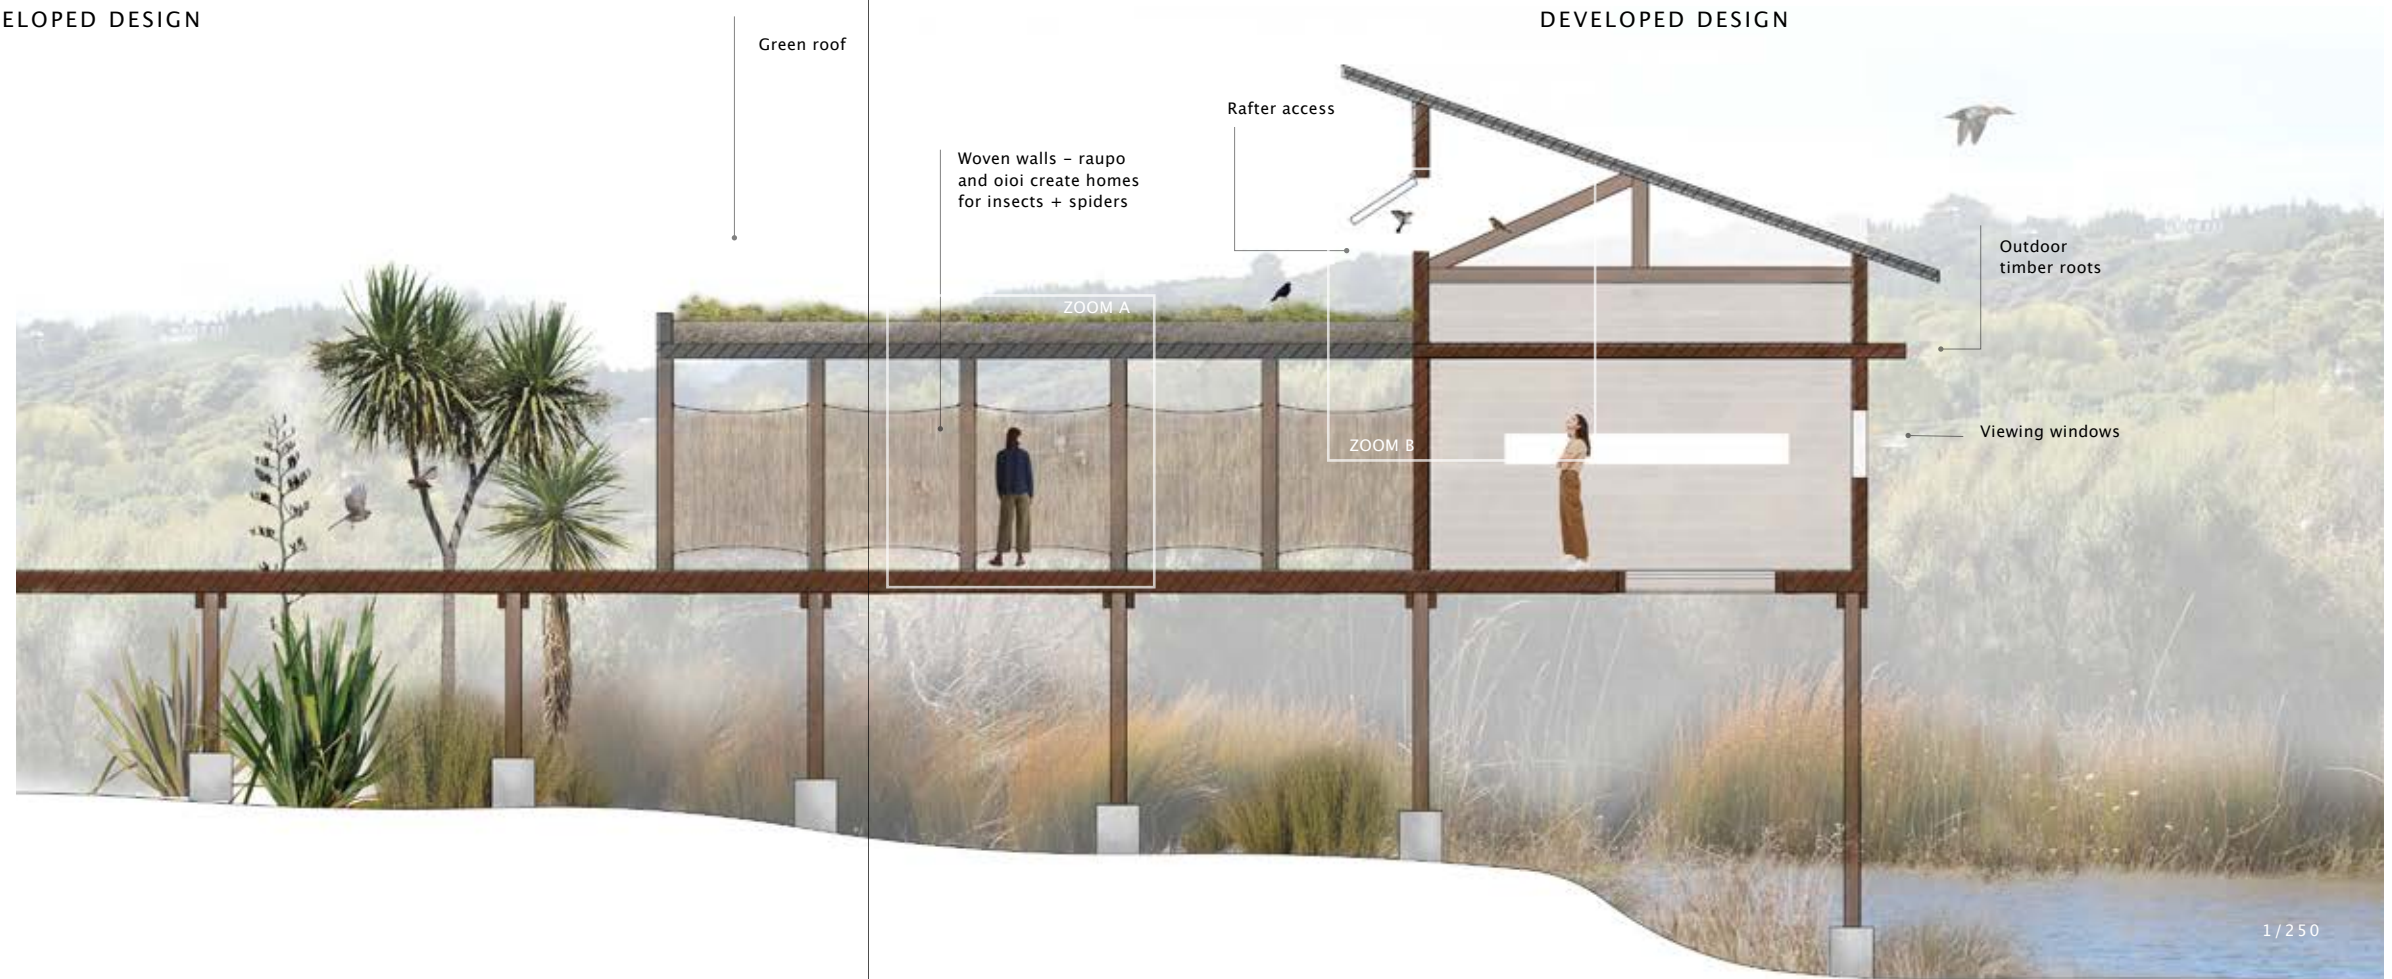 ELOPED DESIGN
DEVELOPED DESIGN
Green roof
Rafter access
Woven walls – raupo
and oioi create homes
for insects + spiders
Outdoor
timber roots
ZOOM A
Viewing windows
ZOOM B
1/250